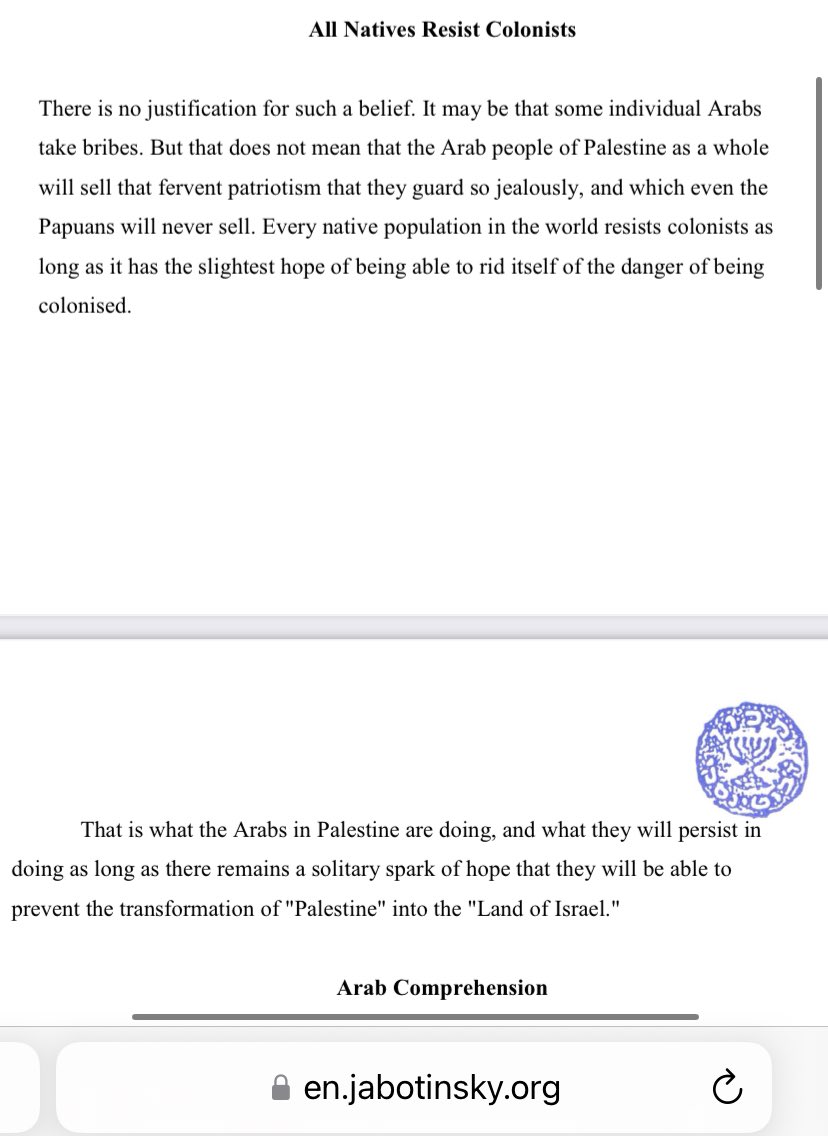 All Natives Resist Colonists
There is no justification for such a belief. It may be that some individual Arabs
take bribes. But that does not mean that the Arab people of Palestine as a whole
will sell that fervent patriotism that they guard so jealously, and which even the
Papuans will never sell. Every native population in the world resists colonists as
long as it has the slightest hope of being able to rid itself of the danger of being
colonised.
That is what the Arabs in Palestine are doing, and what they will persist in
doing as long as there remains a solitary spark of hope that they will be able to
prevent the transformation of "Palestine" into the "Land of Israel."
Arab Comprehension
en.jabotinsky.org